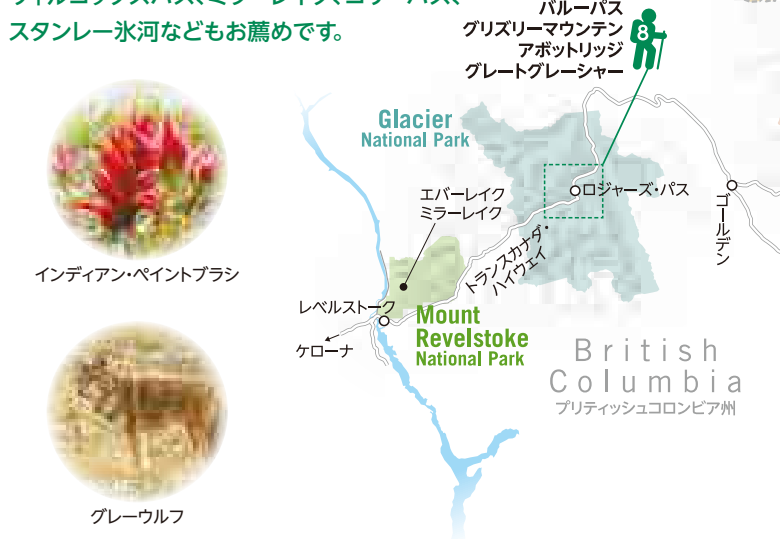 スタンレー氷河などもお薦めです。
バルーパス
グリズリーマウンテン
アボットリッジ
グレートグレーシャー
8
Glacier
National Park
エバーレイク
ミラーレイク
ロジャーズ・パス
ゴールデン
トランスカナダ・
ハイウェイ
インディアン・ペイントブラシ
レベルストーク
ケローナ
Mount
Revelstoke
National Park
British
Columbia
ブリティッシュコロンビア州
グレーウルフ